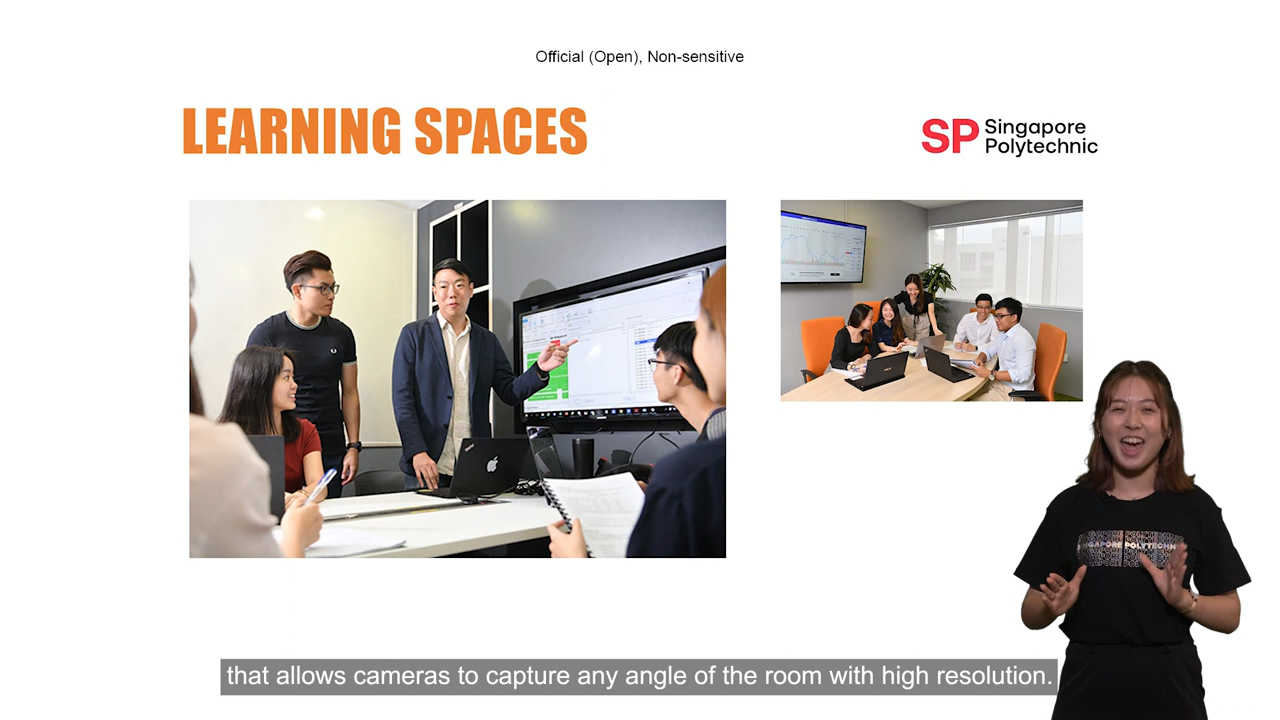 Official (Open), Non-sensitive
LEARNING SPACES
SP Singapore
Polytechnic
that allows cameras to capture any angle of the room with high resolution.